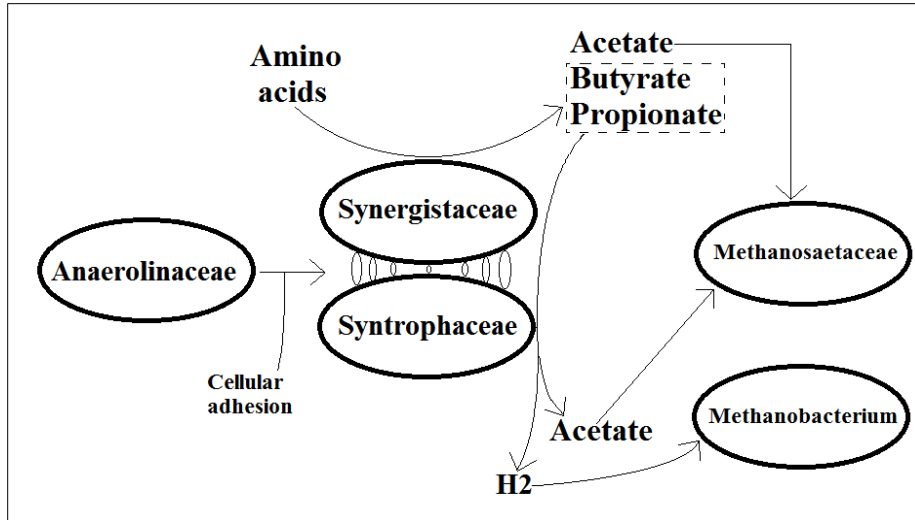 Amino
acids
Acetate
Butyrate
Propionate
Synergistaceae
Anaerolinaceae
Methanosaetaceae
Syntrophaceae
Cellular
adhesion
Acetate
Methanobacterium
H2